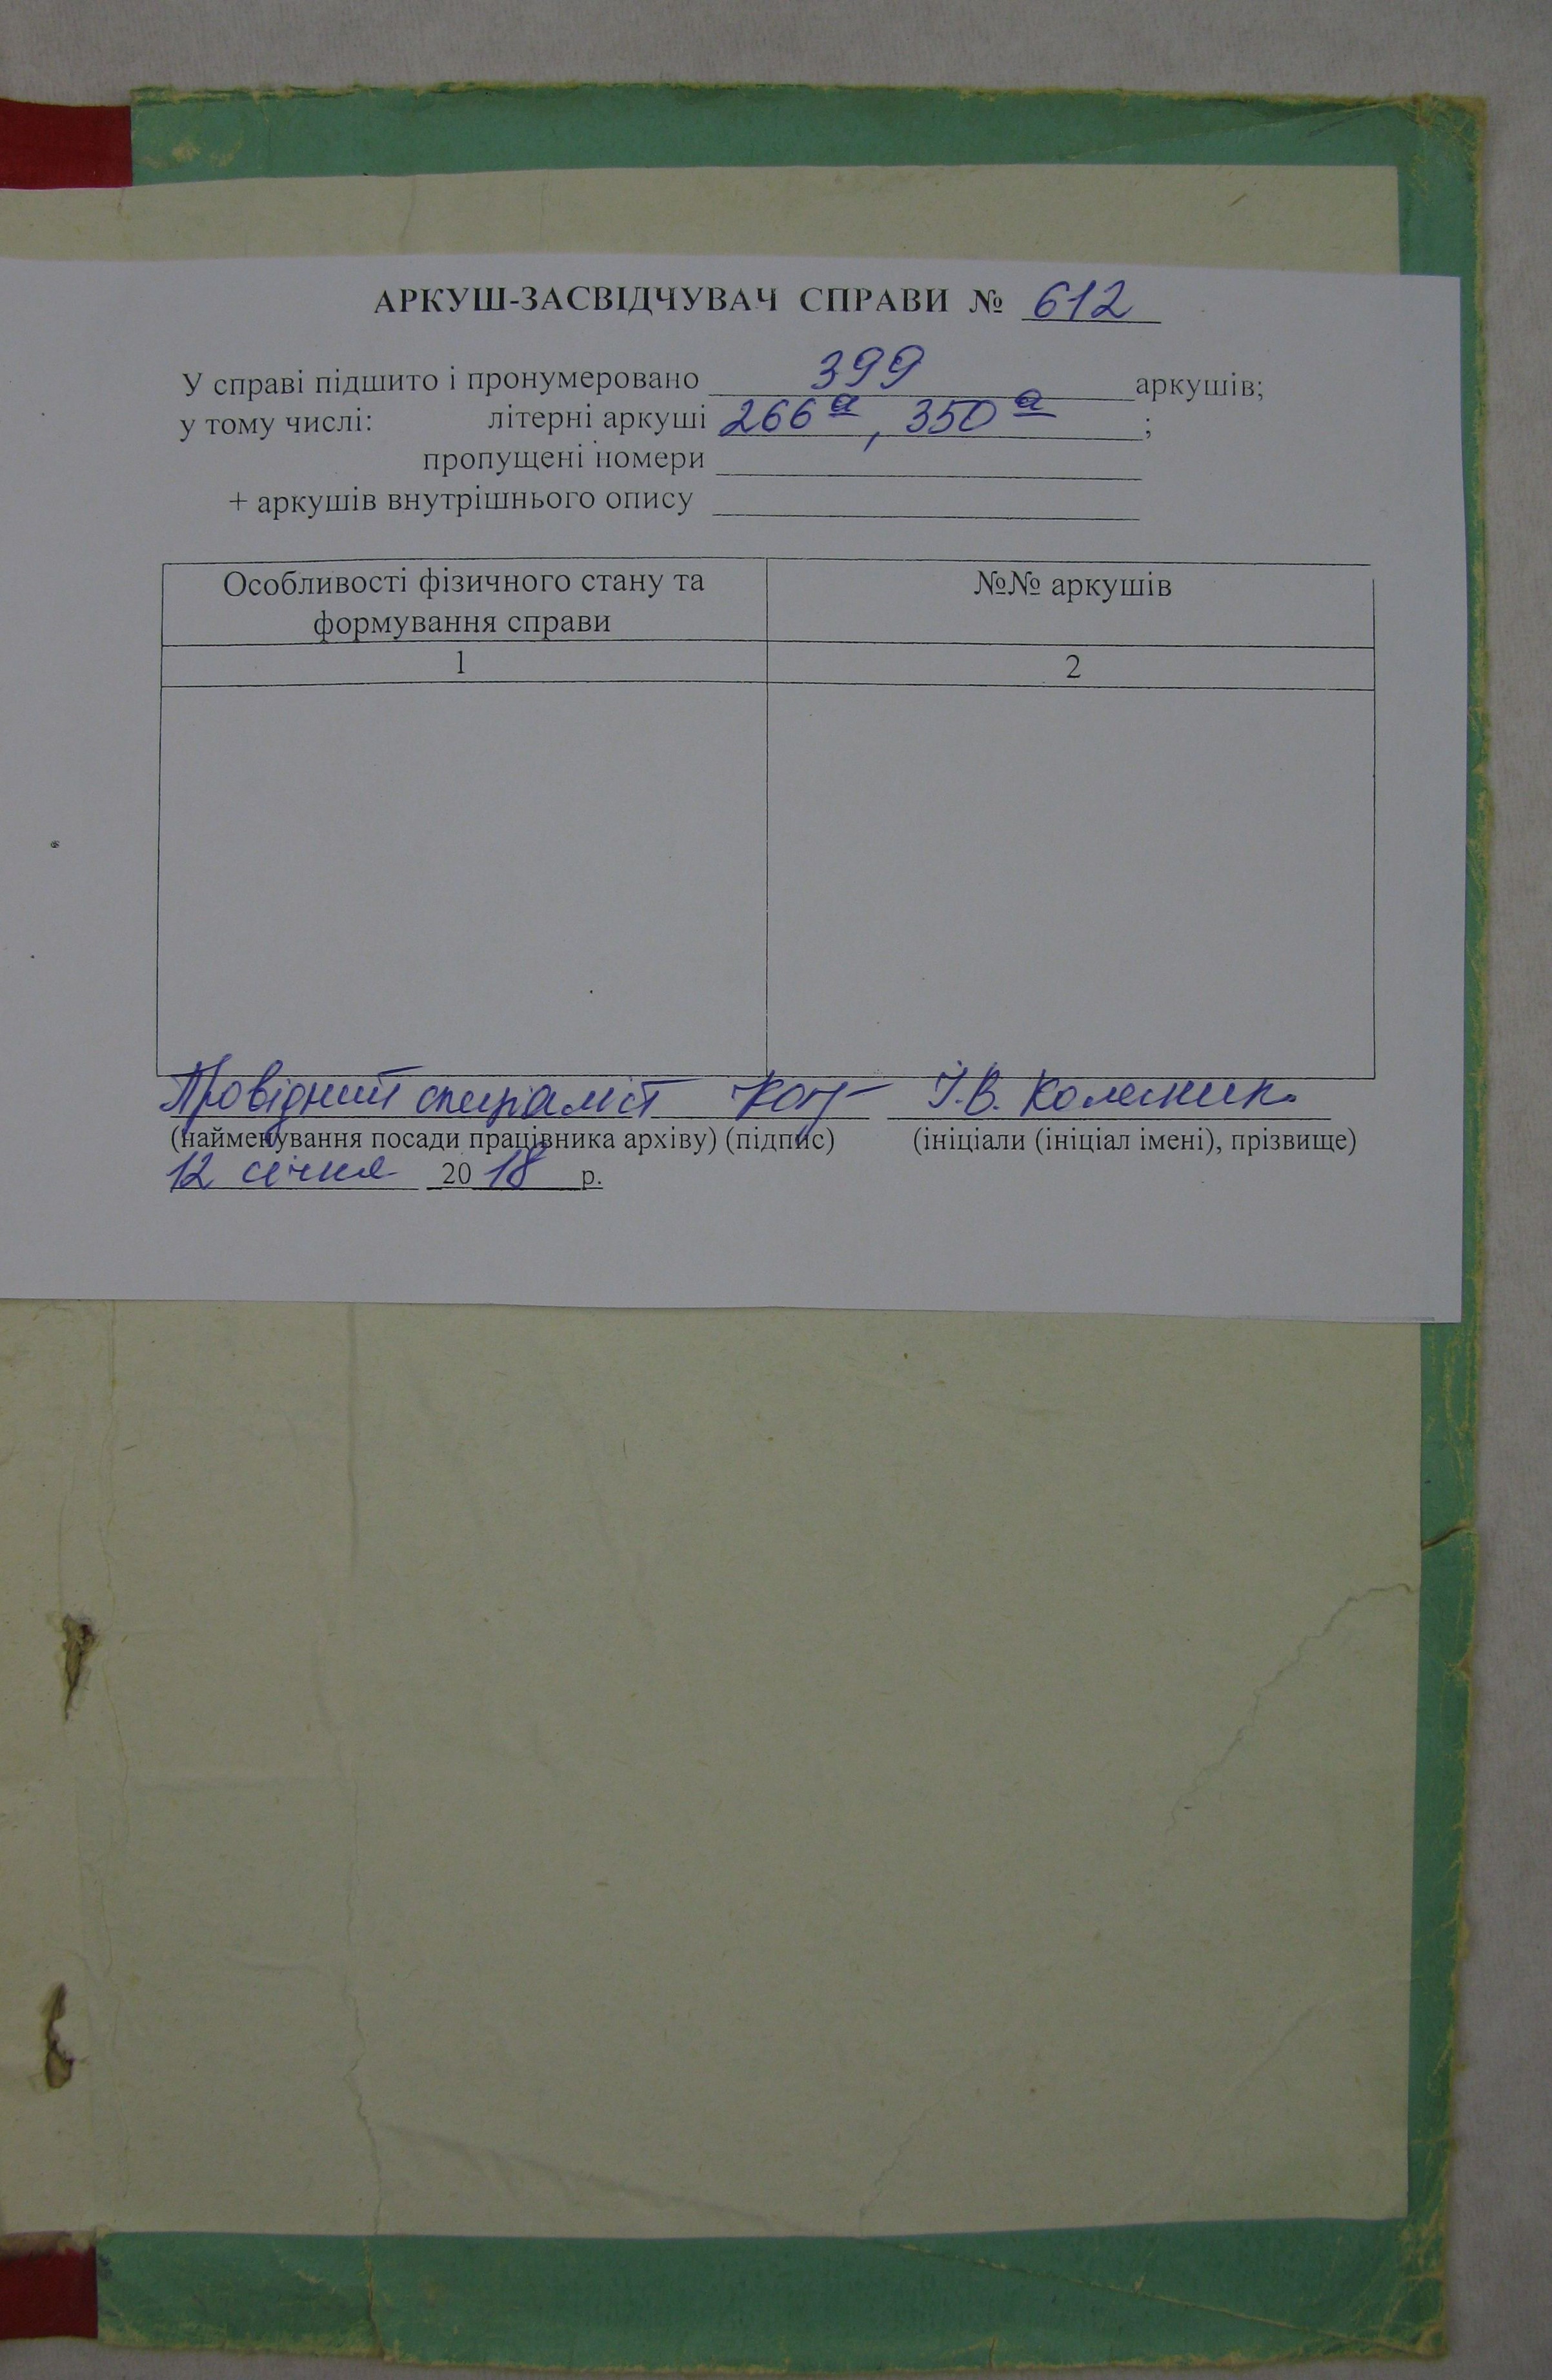 АРКУШ-ЗАСВІДЧУВАЧ СПРАВИ № 612
У справі підшито і пронумеровано 399 аркушів;
у тому числі: літерні аркуші 266а, 350а ;
пропущені номери
+ аркушів внутрішнього опису
Особливості фізичного стану та формування справи
№№ аркушів
1 2
Провідний спеціаліст І.В. Колесник
(найменування посади працівника архіву) (підпис) (ініціали (ініціал імені), прізвище)
12 січня 2018 р.